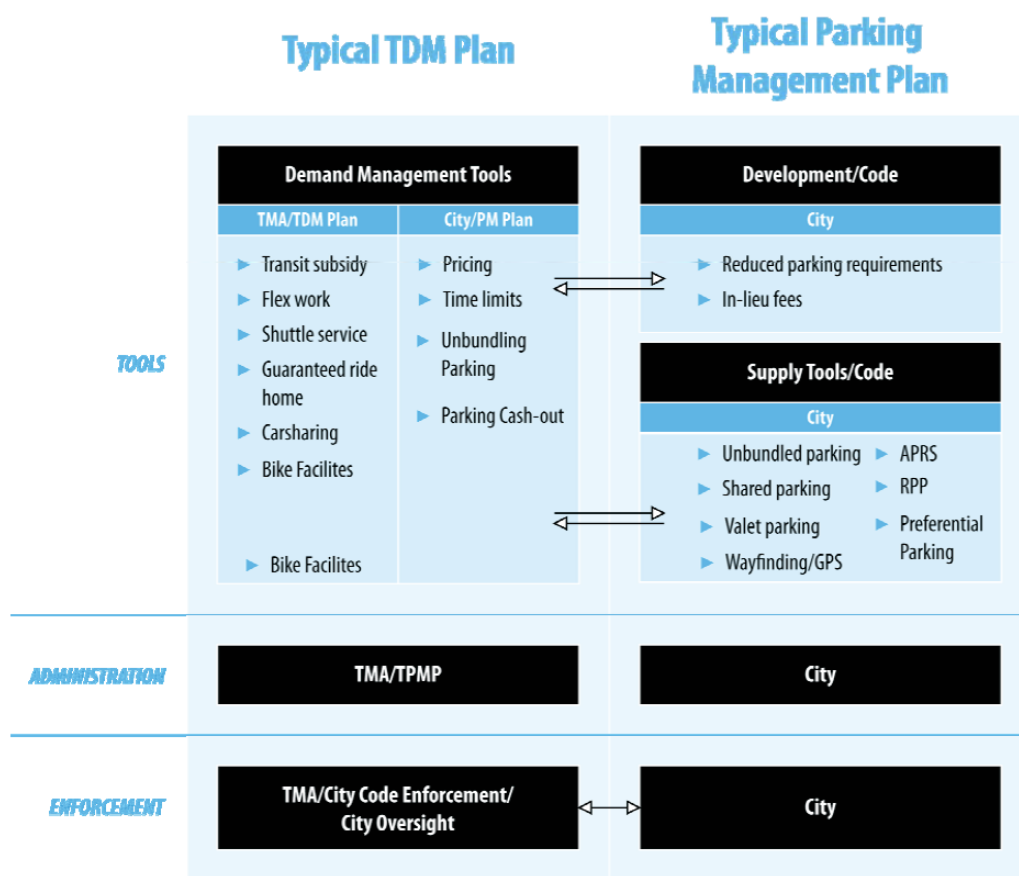 Typical TDM Plan
Typical Parking
Management Plan
TOOLS
Demand Management Tools
TMA/TDM Plan
Transit subsidy
Flex work
Shuttle service
Guaranteed ride
home
Carsharing
Bike Facilites
Bike Facilites
City/PM Plan
Pricing
Time limits
Unbundling
Parking
Parking Cash-out
Development/Code
City
Reduced parking requirements
In-lieu fees
Supply Tools/Code
City
Unbundled parking
Shared parking
Valet parking
Wayfinding/GPS
APRS
RPP
Preferential
Parking
ADMINISTRATION
TMA/TPMP
City
ENFORCEMENT
TMA/City Code Enforcement/
City Oversight
City